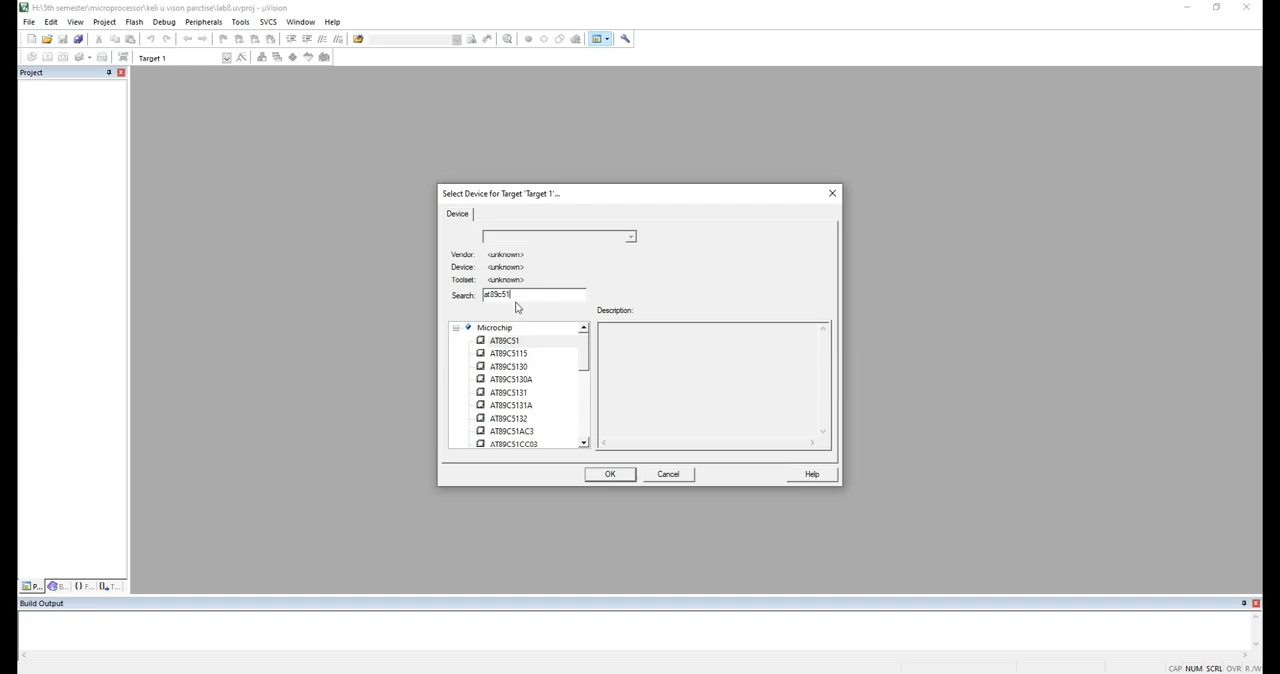 H:\5th semester\microprocessor\keli u vison parctise\lab8.uvproj - µVision
File Edit View Project Flash Debug Peripherals Tools SVCS Window Help
Target 1
Project
Select Device for Target 'Target 1'...
Device
Vendor: <unknown>
Device: <unknown>
Toolset: <unknown>
Search: at89c51
Description:
Microchip
AT89C51
AT89C5115
AT89C5130
AT89C5130A
AT89C5131
AT89C5131A
AT89C5132
AT89C51AC3
AT89C51CC03
OK Cancel Help
P... B... {} F... T...
Build Output
CAP NUM SCRL OVR R /W